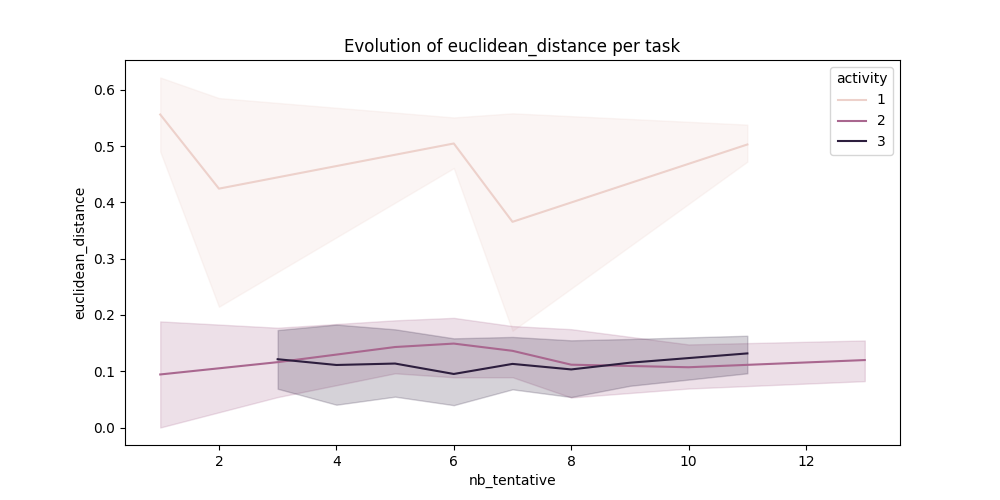 Evolution of euclidean_distance per task
activity
1
2
3
0.6
0.5
0.4
0.3
0.2
0.1
0.0
euclidean_distance
2 4 6 8 10 12
nb_tentative